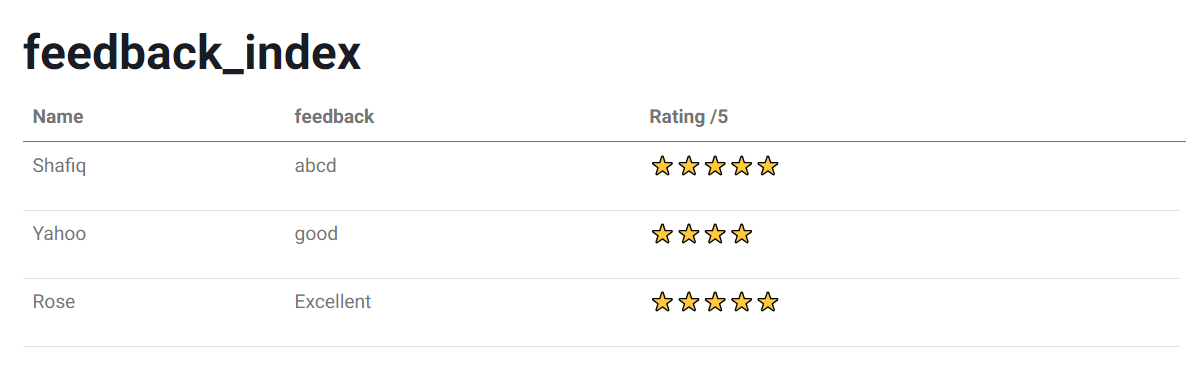 feedback_index
Name feedback Rating /5
Shafiq abcd
Yahoo good
Rose Excellent